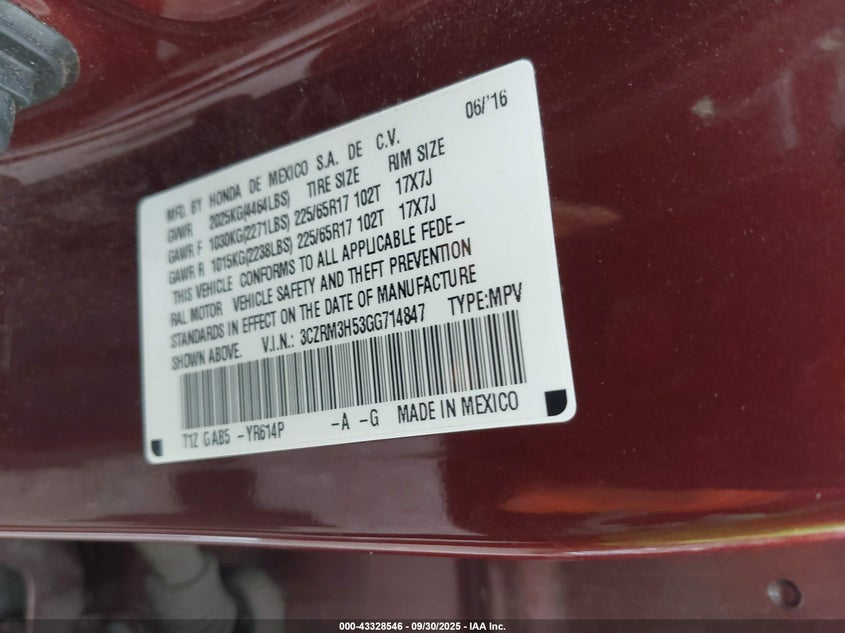 06/'16
MFD. BY HONDA DE MEXICO S.A. DE C.V.
GVWR 2025KG(4464LBS) TIRE SIZE RIM SIZE
GAWR F 1030KG(2271LBS) 225/65R17 102T 17X7J
GAWR R 1015KG(2238LBS) 225/65R17 102T 17X7J
THIS VEHICLE CONFORMS TO ALL APPLICABLE FEDE-
RAL MOTOR VEHICLE SAFETY AND THEFT PREVENTION
STANDARDS IN EFFECT ON THE DATE OF MANUFACTURE
SHOWN ABOVE. V.I.N.: 3CZRM3H53GG714847 TYPE:MPV
T1Z GAB5 -YR614P -A -G MADE IN MEXICO
000-43328546 - 09/30/2025 - IAA Inc.